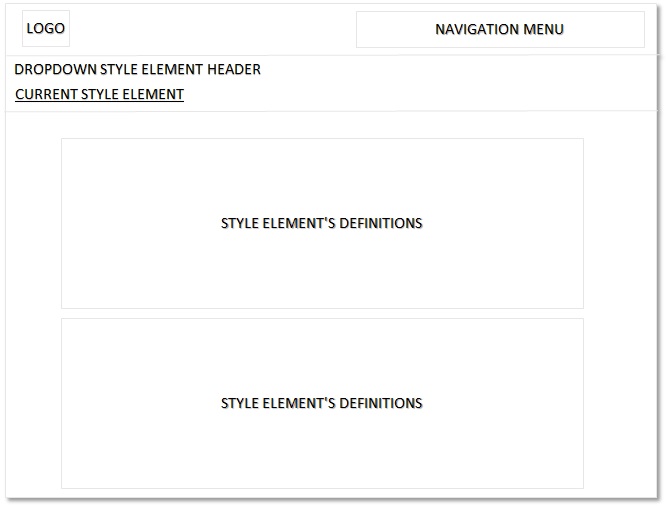 LOGO
NAVIGATION MENU
DROPDOWN STYLE ELEMENT HEADER
CURRENT STYLE ELEMENT
STYLE ELEMENT'S DEFINITIONS
STYLE ELEMENT'S DEFINITIONS